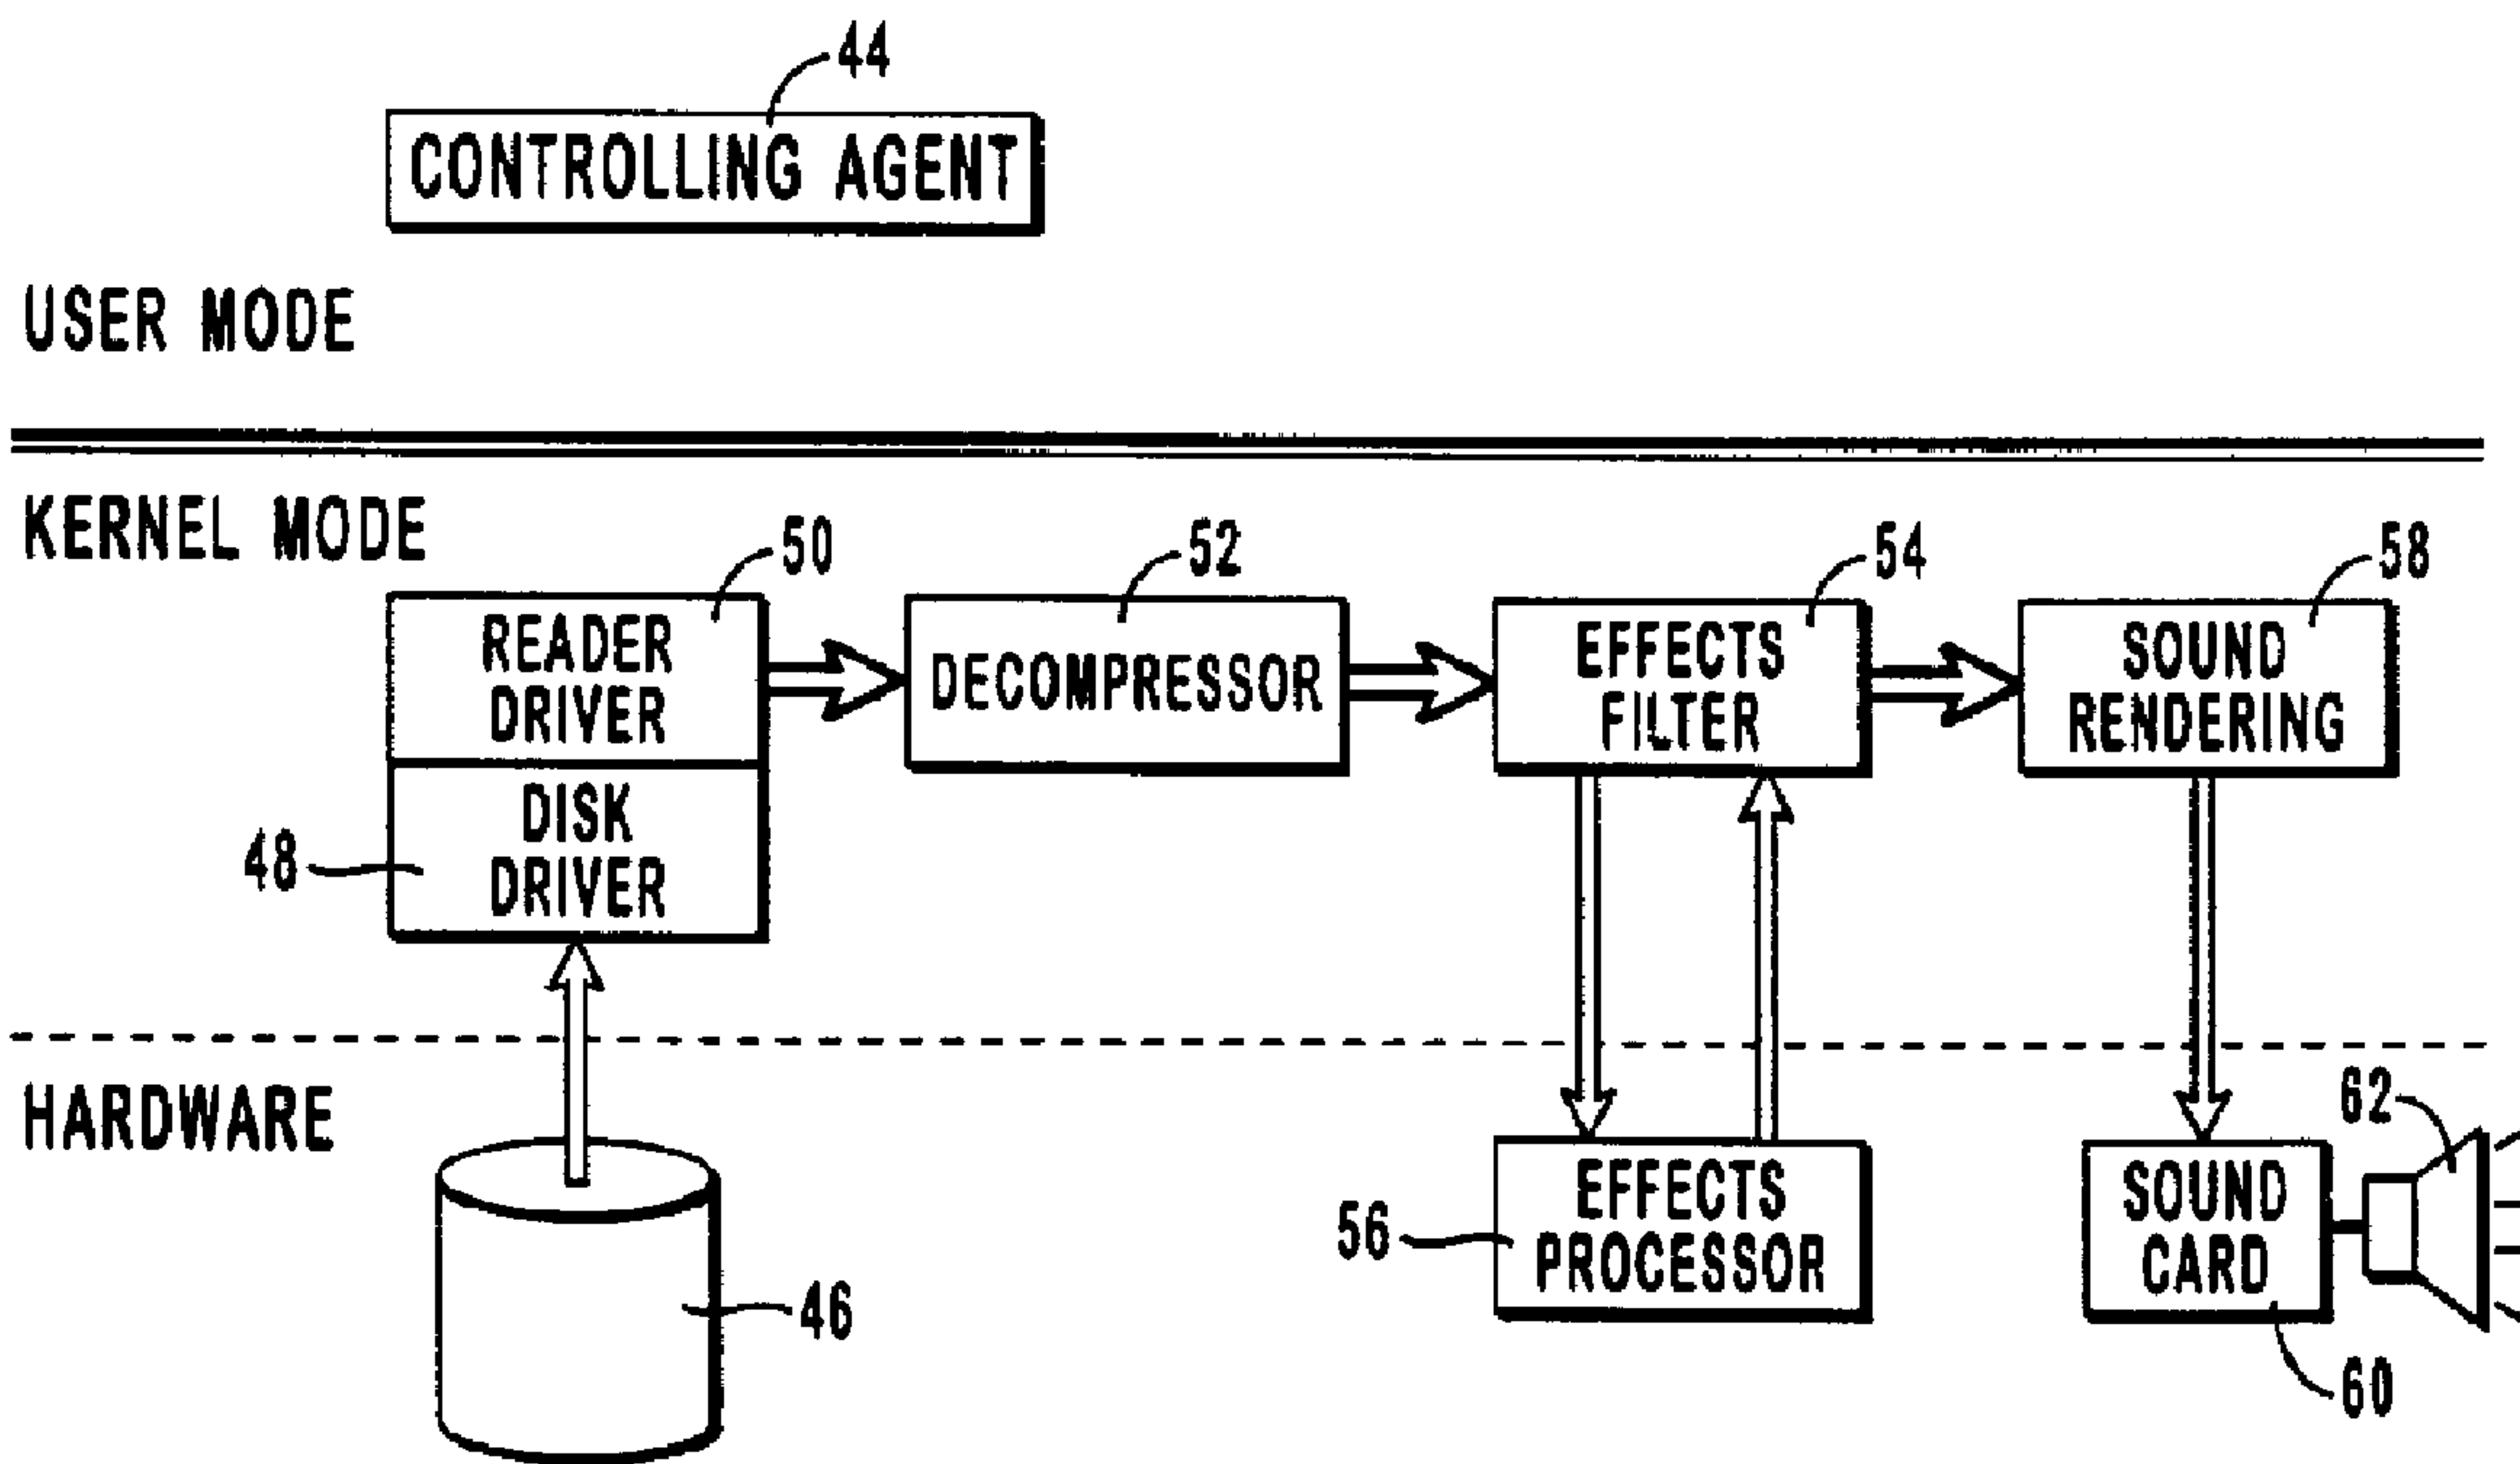 44
CONTROLLING AGENT
USER MODE
KERNEL MODE
50
52
54
58
READER
DRIVER
DECOMPRESSOR
EFFECTS
FILTER
SOUND
RENDERING
DISK
DRIVER
48
HARDWARE
62
EFFECTS
PROCESSOR
56
SOUND
CARD
46
60